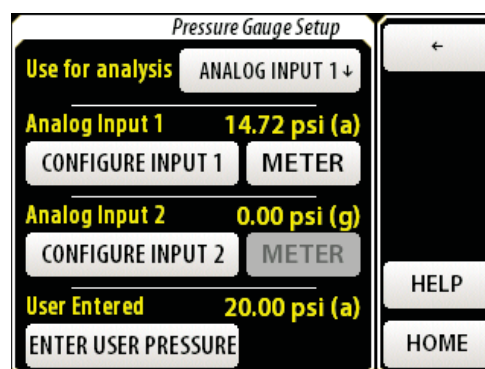 Pressure Gauge Setup
←
Use for analysis ANALOG INPUT 1 ↓
Analog Input 1 14.72 psi (a)
CONFIGURE INPUT 1 METER
Analog Input 2 0.00 psi (g)
CONFIGURE INPUT 2 METER
User Entered 20.00 psi (a)
ENTER USER PRESSURE
HELP
HOME